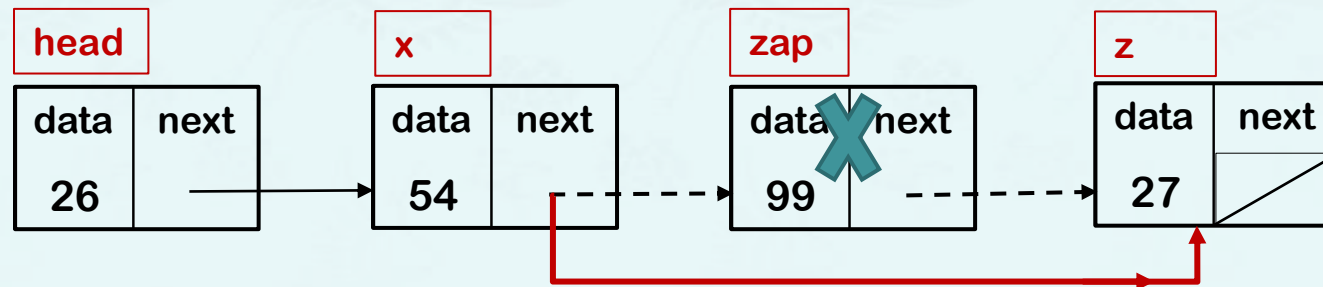 head x zap z
data next data next data next data next
26 54 99 27